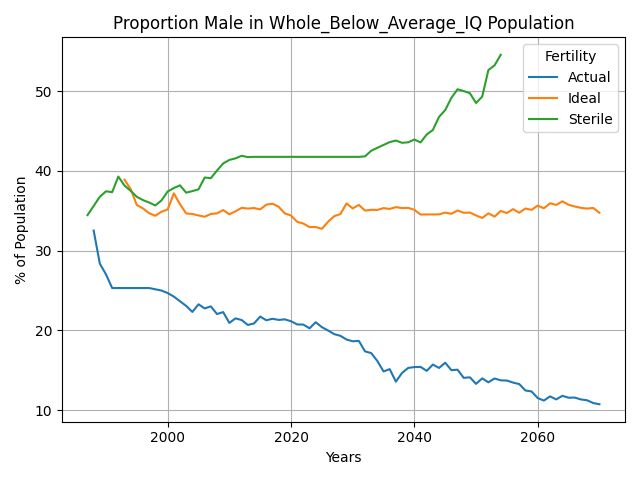 Proportion Male in Whole_Below_Average_IQ Population
Fertility
Actual
Ideal
Sterile
% of Population
50
40
30
20
10
2000 2020 2040 2060
Years